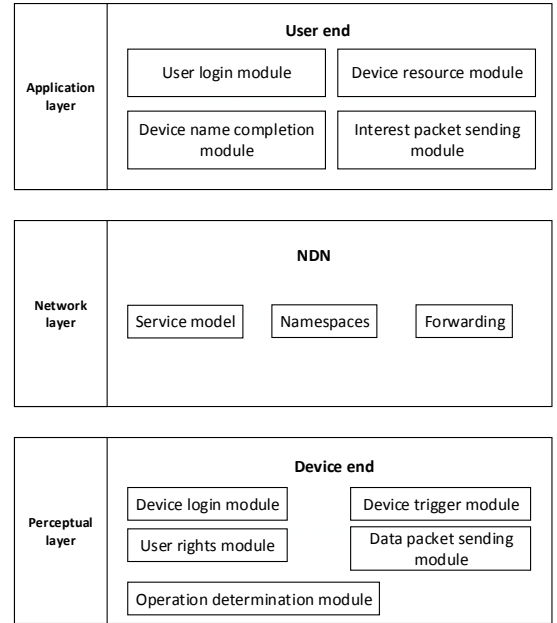 User end
Application
layer
User login module
Device resource module
Device name completion
module
Interest packet sending
module
NDN
Network
layer
Service model
Namespaces
Forwarding
Device end
Perceptual
layer
Device login module
Device trigger module
User rights module
Data packet sending
module
Operation determination module